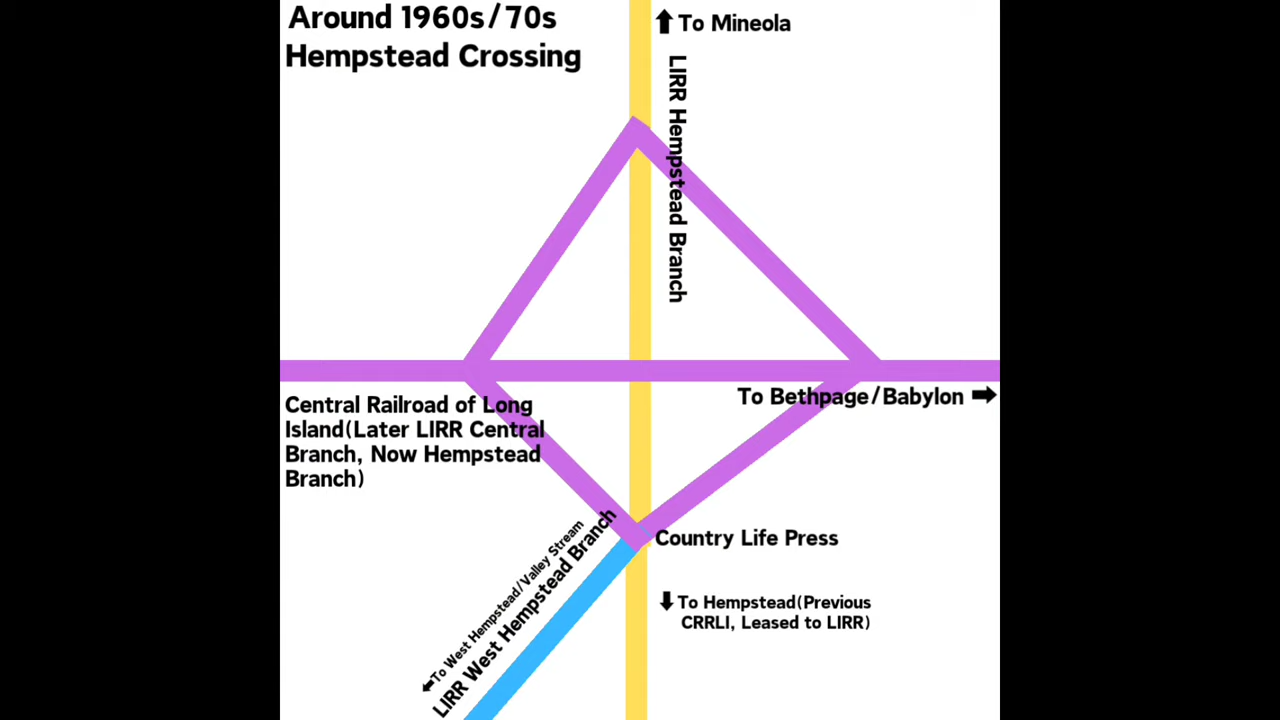 Around 1960s/70s
Hempstead Crossing
⬆ To Mineola
LIRR Hempstead Branch
To Bethpage/Babylon ➡
Central Railroad of Long
Island(Later LIRR Central
Branch, Now Hempstead
Branch)
Country Life Press
⬅To West Hempstead/Valley Stream
LIRR West Hempstead Branch
⬇ To Hempstead(Previous
CRRLI, Leased to LIRR)